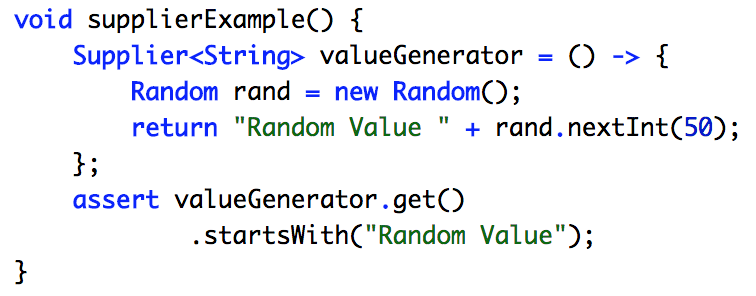 void supplierExample() {
    Supplier<String> valueGenerator = () -> {
        Random rand = new Random();
        return "Random Value " + rand.nextInt(50);
    };
    assert valueGenerator.get()
            .startsWith("Random Value");
}